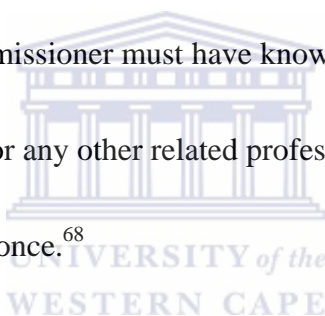 missioner must have know
or any other related profes
once.⁶⁸
UNIVERSITY of the
WESTERN CAPE